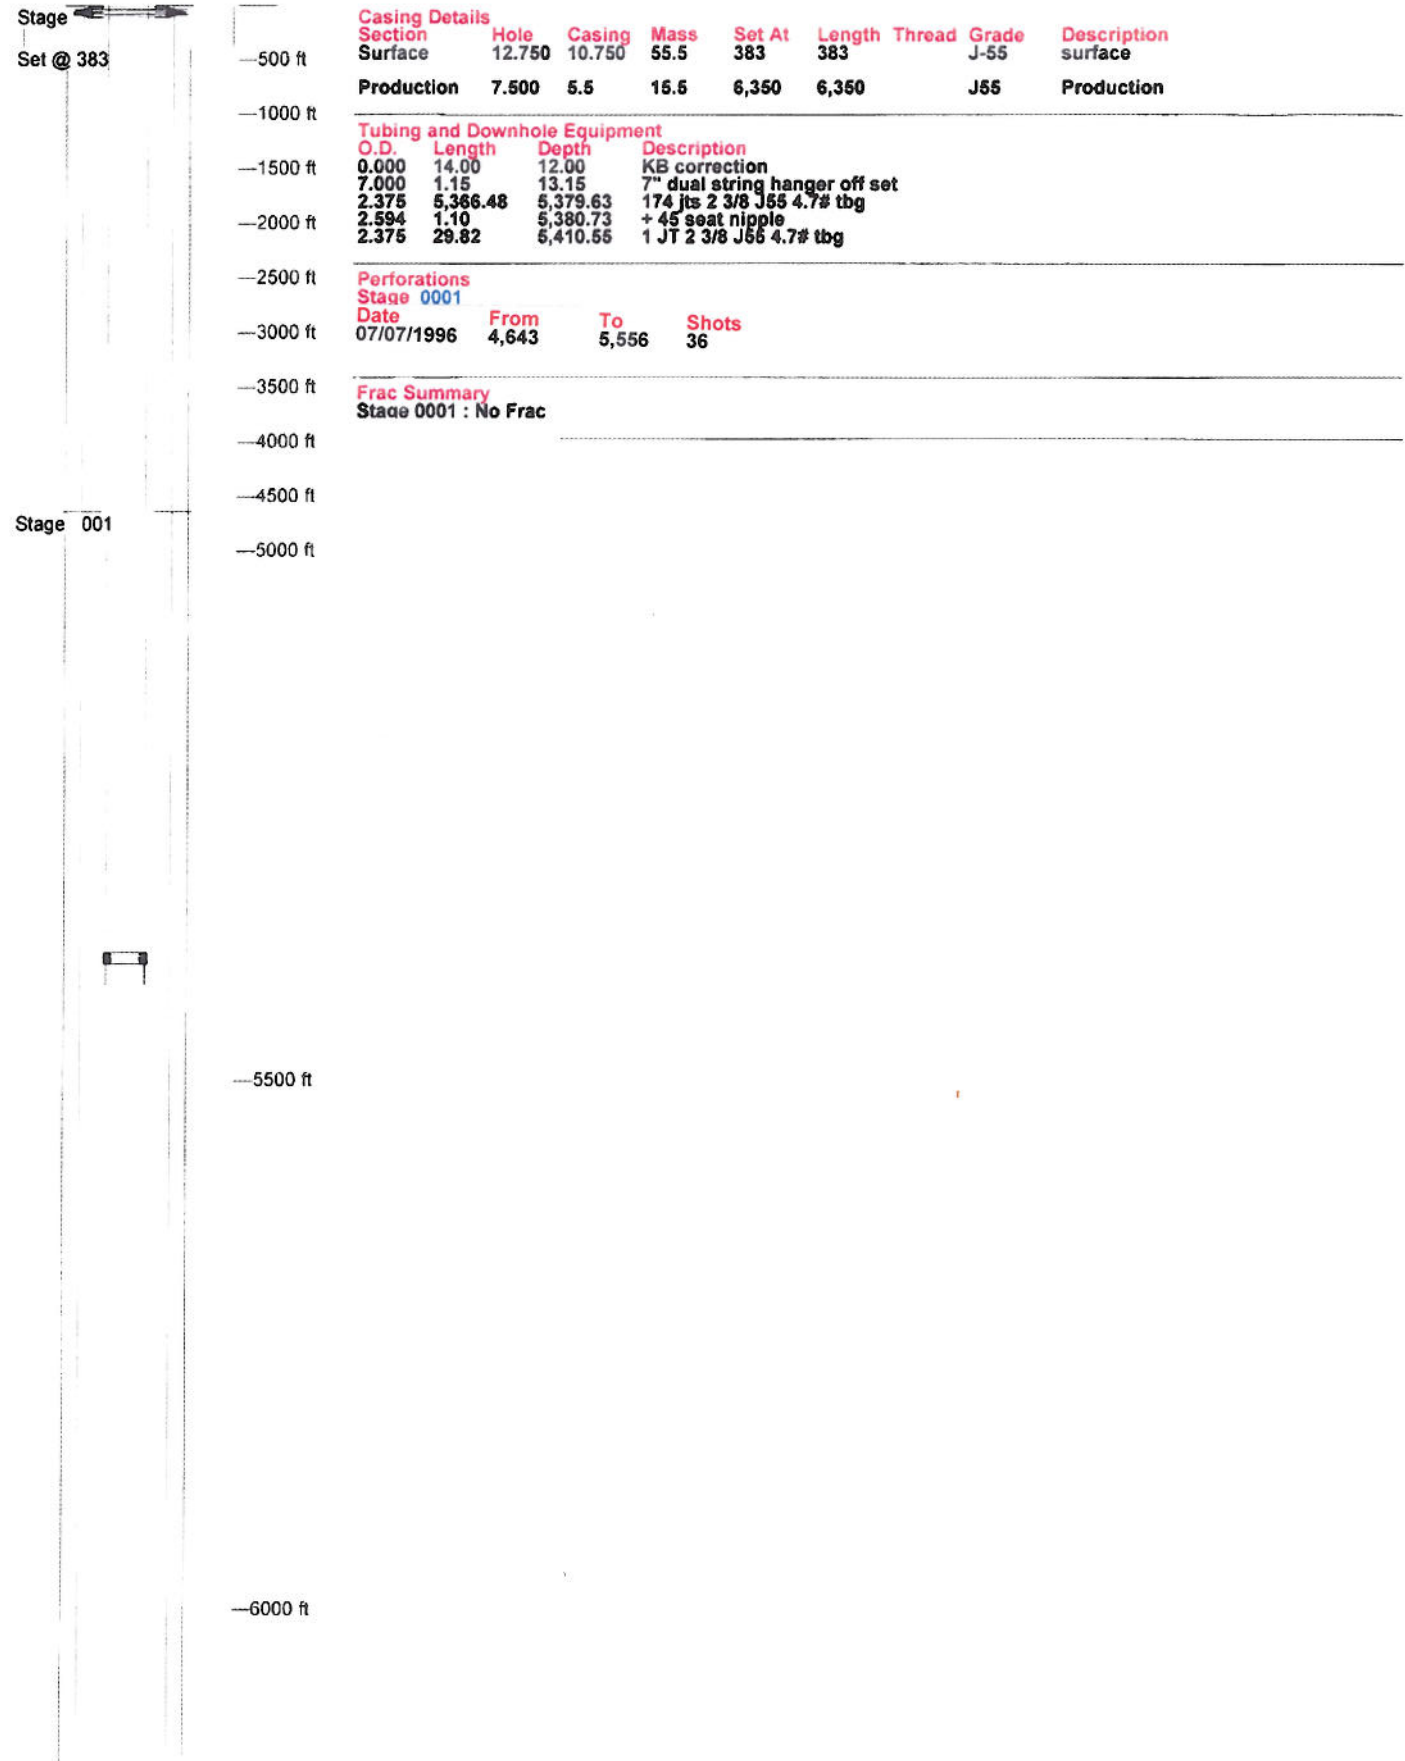 Stage
Set @ 383
—500 ft
—1000 ft
—1500 ft
—2000 ft
—2500 ft
—3000 ft
—3500 ft
—4000 ft
—4500 ft
Stage 001
—5000 ft
—5500 ft
—6000 ft
Casing Details
Section Hole Casing Mass Set At Length Thread Grade Description
Surface 12.750 10.750 55.5 383 383 J-55 surface
Production 7.500 5.5 15.5 6,350 6,350 J55 Production
Tubing and Downhole Equipment
O.D. Length Depth Description
0.000 14.00 12.00 KB correction
7.000 1.15 13.15 7" dual string hanger off set
2.375 5,366.48 5,379.63 174 jts 2 3/8 J55 4.7# tbg
2.594 1.10 5,380.73 + 45 seat nipple
2.375 29.82 5,410.55 1 JT 2 3/8 J55 4.7# tbg
Perforations
Stage 0001
Date From To Shots
07/07/1996 4,643 5,556 36
Frac Summary
Stage 0001 : No Frac